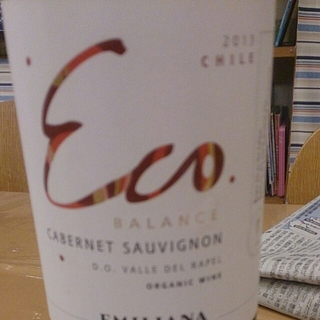 2013
CHILE
Eco.
BALANCE
CABERNET SAUVIGNON
D.O. VALLE DEL RAPEL
ORGANIC WINE
EMILIANA